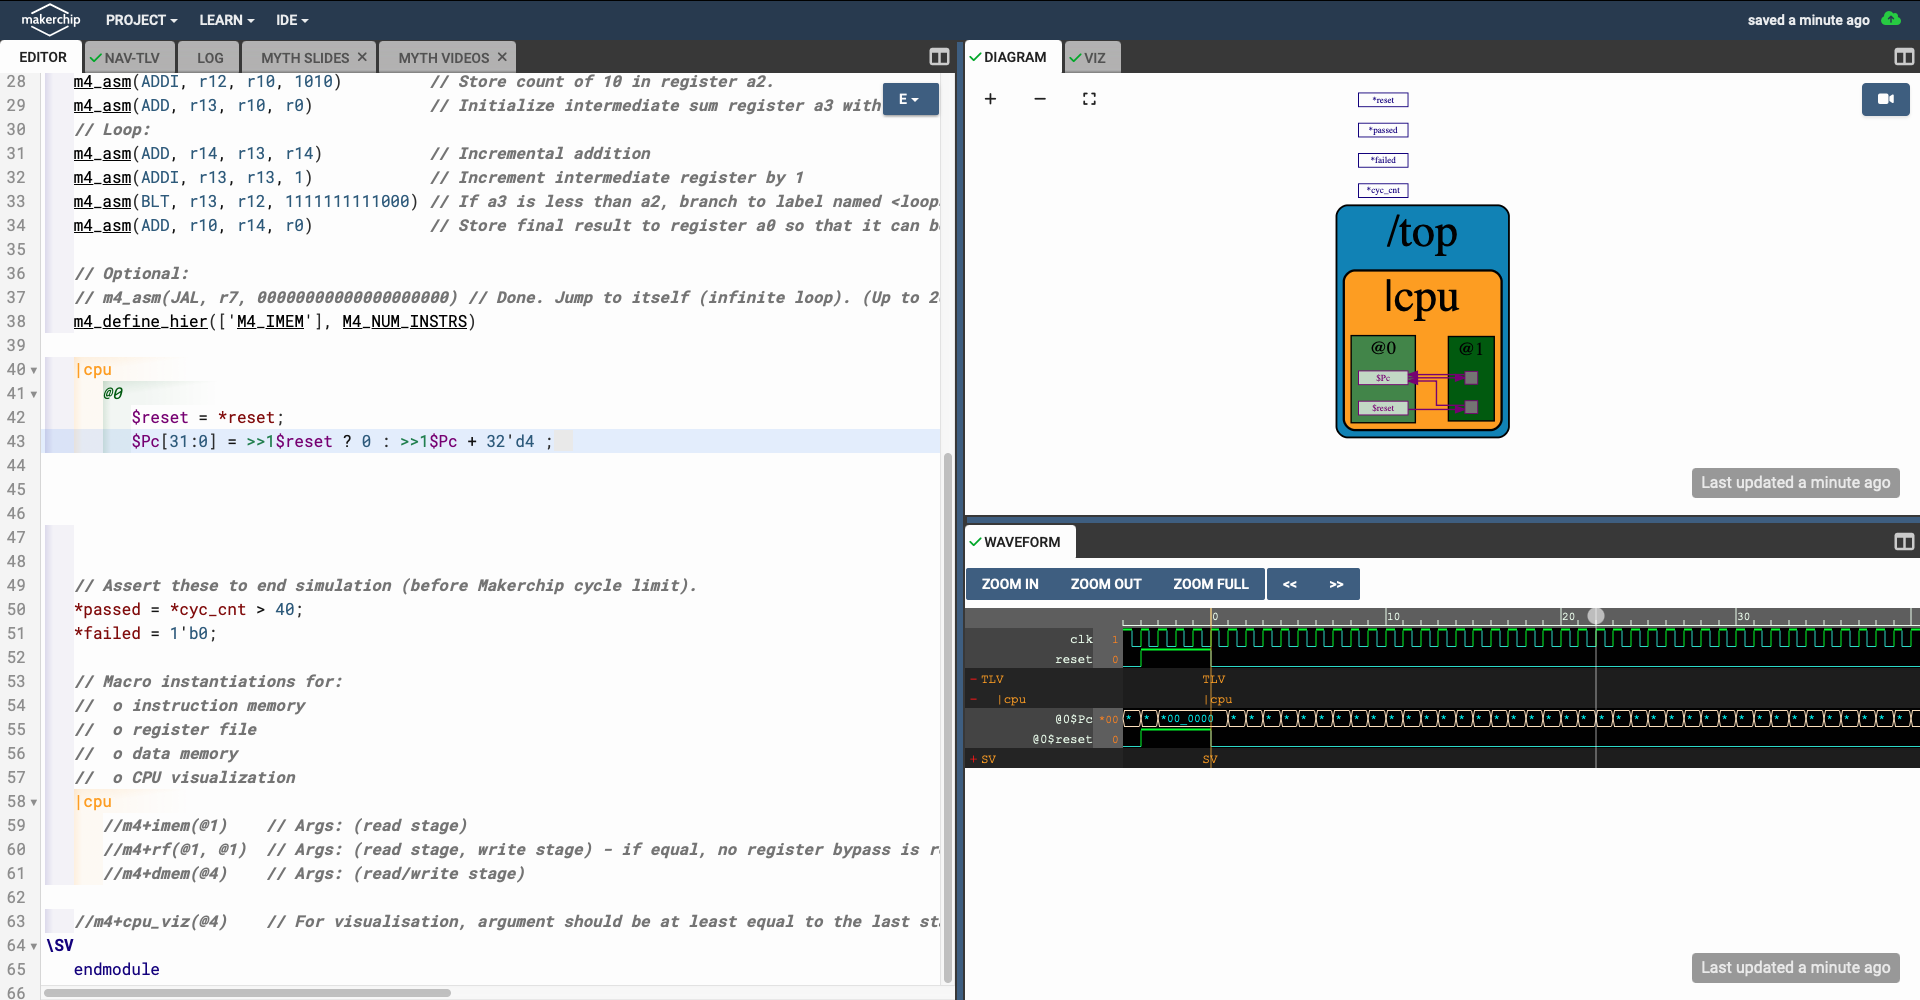 makerchip PROJECT LEARN IDE saved a minute ago
EDITOR NAV-TLV LOG MYTH SLIDES × MYTH VIDEOS ×
E
28 m4_asm(ADDI, r12, r10, 1010) // Store count of 10 in register a2.
29 m4_asm(ADD, r13, r10, r0) // Initialize intermediate sum register a3 with
30 // Loop:
31 m4_asm(ADD, r14, r13, r14) // Incremental addition
32 m4_asm(ADDI, r13, r13, 1) // Increment intermediate register by 1
33 m4_asm(BLT, r13, r12, 1111111111000) // If a3 is less than a2, branch to label named <loop
34 m4_asm(ADD, r10, r14, r0) // Store final result to register a0 so that it can b
35
36 // Optional:
37 // m4_asm(JAL, r7, 00000000000000000000) // Done. Jump to itself (infinite loop). (Up to 2
38 m4_define_hier(['M4_IMEM'], M4_NUM_INSTRS)
39
40 |cpu
41 @0
42 $reset = *reset;
43 $Pc[31:0] = >>1$reset ? 0 : >>1$Pc + 32'd4 ;
44
45
46
47
48
49 // Assert these to end simulation (before Makerchip cycle limit).
50 *passed = *cyc_cnt > 40;
51 *failed = 1'b0;
52
53 // Macro instantiations for:
54 // o instruction memory
55 // o register file
56 // o data memory
57 // o CPU visualization
58 |cpu
59 //m4+imem(@1) // Args: (read stage)
60 //m4+rf(@1, @1) // Args: (read stage, write stage) - if equal, no register bypass is r
61 //m4+dmem(@4) // Args: (read/write stage)
62
63 //m4+cpu_viz(@4) // For visualisation, argument should be at least equal to the last st
64 \SV
65 endmodule
66
DIAGRAM VIZ
*reset
*passed
*failed
*cyc_cnt
/top
|cpu
@0 @1
$Pc
$reset
Last updated a minute ago
WAVEFORM
ZOOM IN ZOOM OUT ZOOM FULL << >>
0 10 20 30
clk 1
reset 0
- TLV TLV
- |cpu |cpu
@0$Pc *00 * * *00_0000 * * * * * * * * * * * * * * * * * * * * * * * * * * * * * * * * * * * * * * *
@0$reset 0
+ SV SV
Last updated a minute ago